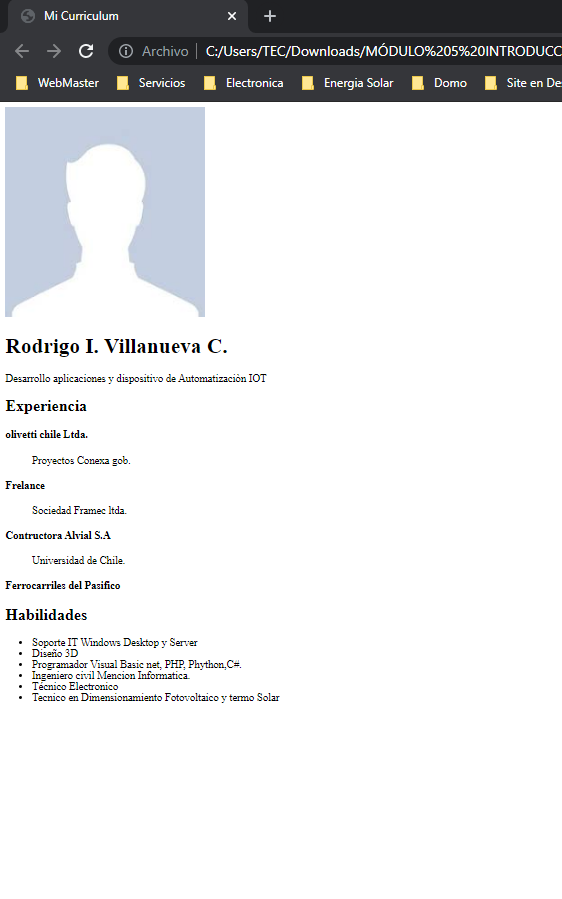 Mi Curriculum
Archivo
C:/Users/TEC/Downloads/MÓDULO%205%20INTRODUCC
WebMaster
Servicios
Electronica
Energia Solar
Domo
Site en De
Rodrigo I. Villanueva C.
Desarrollo aplicaciones y dispositivo de Automatización IOT
Experiencia
olivetti chile Ltda.
Proyectos Conexa gob.
Frelance
Sociedad Framec ltda.
Contructora Alvial S.A
Universidad de Chile.
Ferrocarriles del Pasifico
Habilidades
Soporte IT Windows Desktop y Server
Diseño 3D
Programador Visual Basic net, PHP, Phython,C#.
Ingeniero civil Mencion Informatica.
Técnico Electronico
Tecnico en Dimensionamiento Fotovoltaico y termo Solar